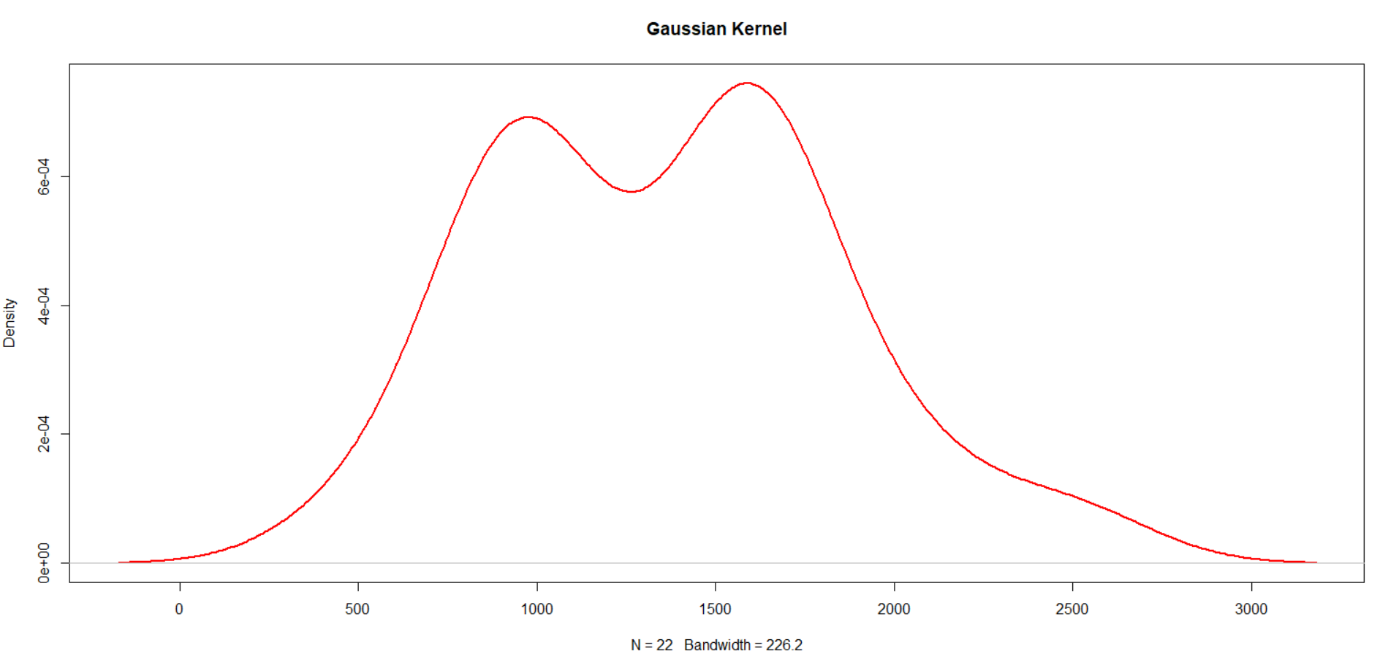 Gaussian Kernel
Density
0e+00
2e-04
4e-04
6e-04
0
500
1000
1500
2000
2500
3000
N = 22 Bandwidth = 226.2